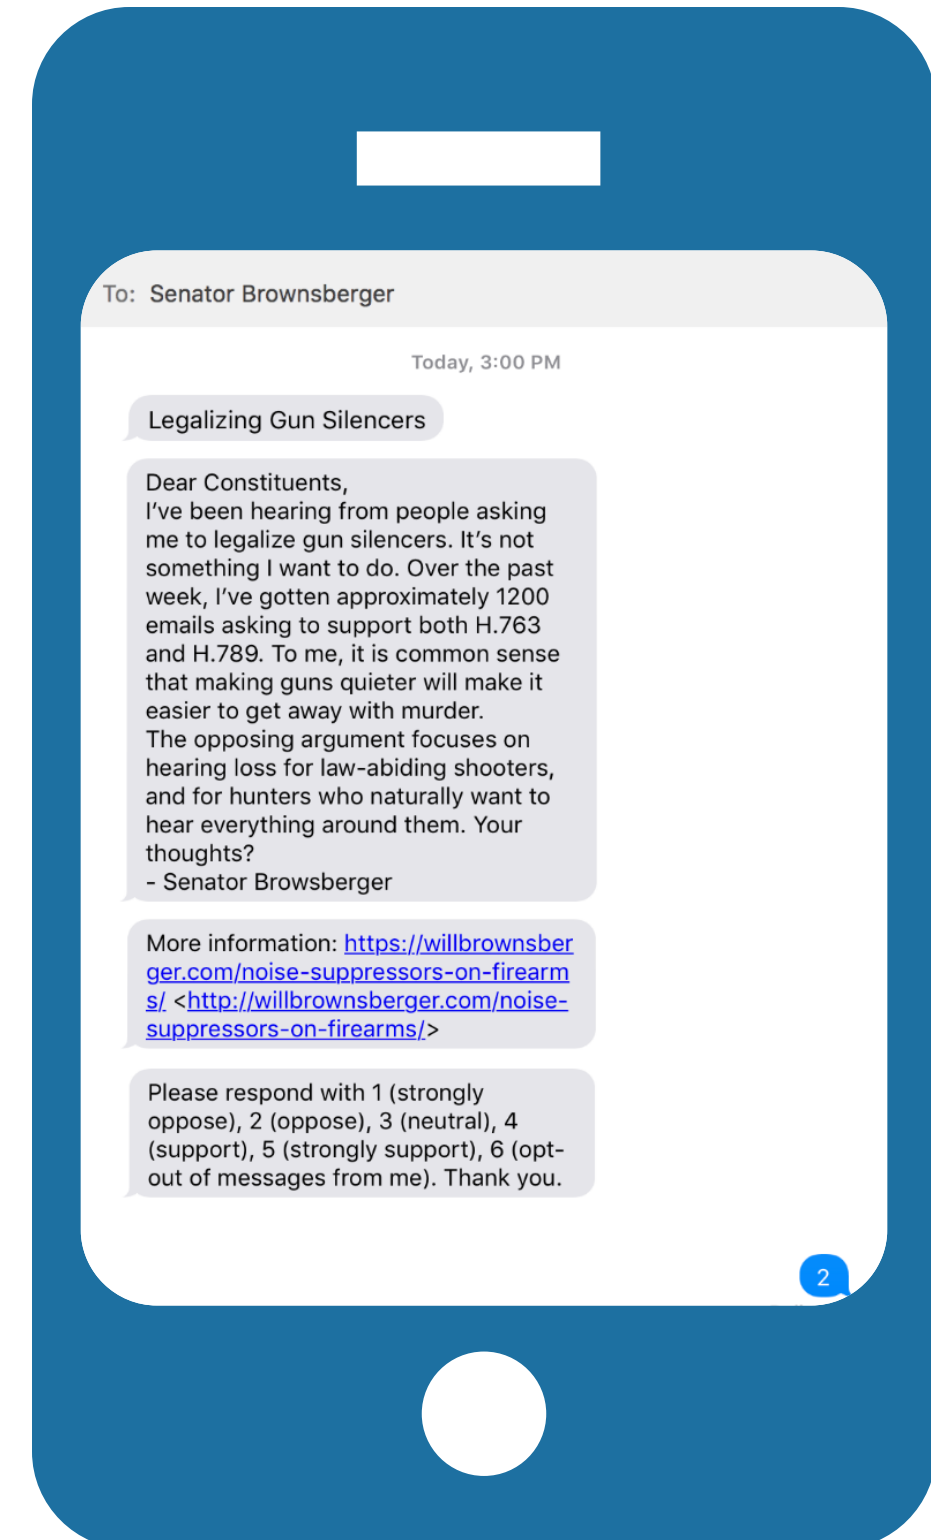 To: Senator Brownsberger
Today, 3:00 PM
Legalizing Gun Silencers
Dear Constituents,
I've been hearing from people asking
me to legalize gun silencers. It's not
something I want to do. Over the past
week, I've gotten approximately 1200
emails asking to support both H.763
and H.789. To me, it is common sense
that making guns quieter will make it
easier to get away with murder.
The opposing argument focuses on
hearing loss for law-abiding shooters,
and for hunters who naturally want to
hear everything around them. Your
thoughts?
- Senator Browsberger
More information: https://willbrownsber
ger.com/noise-suppressors-on-firearm
s/ <http://willbrownsberger.com/noise-
suppressors-on-firearms/>
Please respond with 1 (strongly
oppose), 2 (oppose), 3 (neutral), 4
(support), 5 (strongly support), 6 (opt-
out of messages from me). Thank you.
2